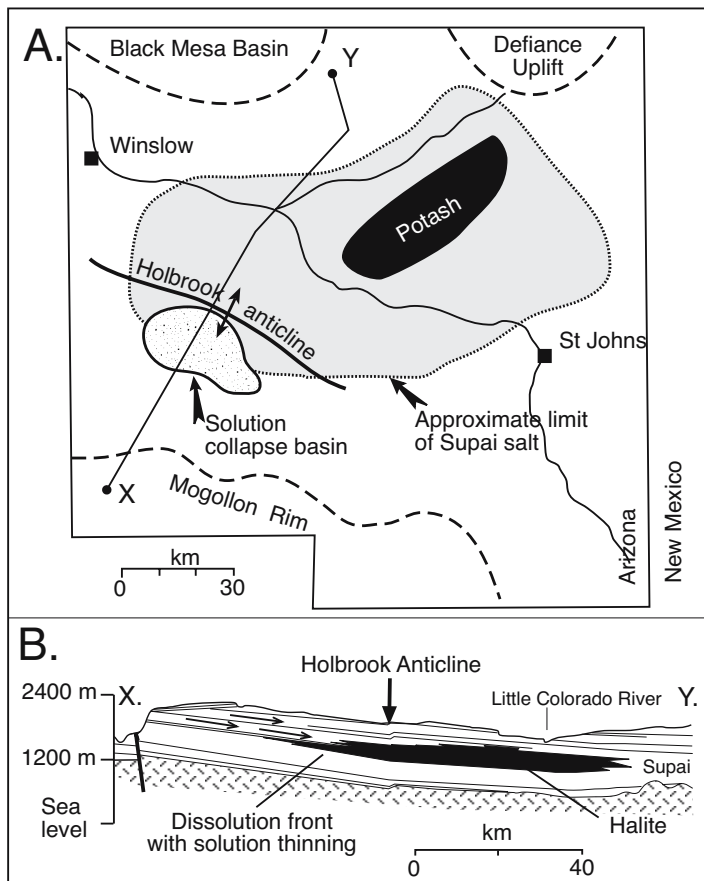 A.
Black Mesa Basin
Defiance
Uplift
Y
Winslow
Potash
Holbrook
anticline
St Johns
Solution
collapse basin
Approximate limit
of Supai salt
X
Mogollon Rim
Arizona
New Mexico
km
0 30
B.
Holbrook Anticline
2400 m
X.
Little Colorado River
Y.
1200 m
Supai
Sea
level
Dissolution front
with solution thinning
Halite
km
0 40